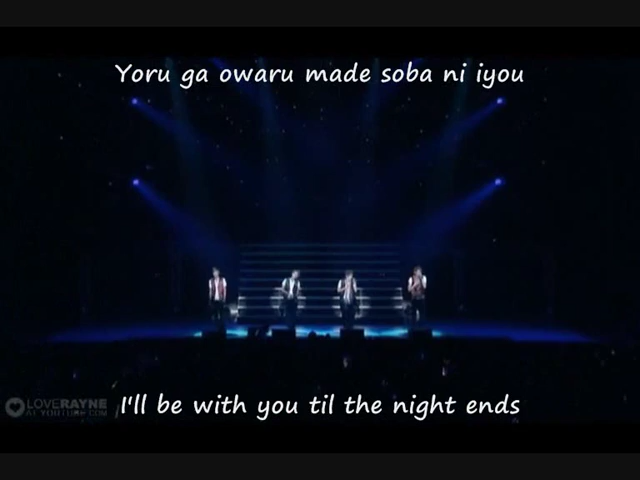 Yoru ga owaru made soba ni iyou
LOVERAYNE
AT YOUTUBE.COM
I'll be with you til the night ends